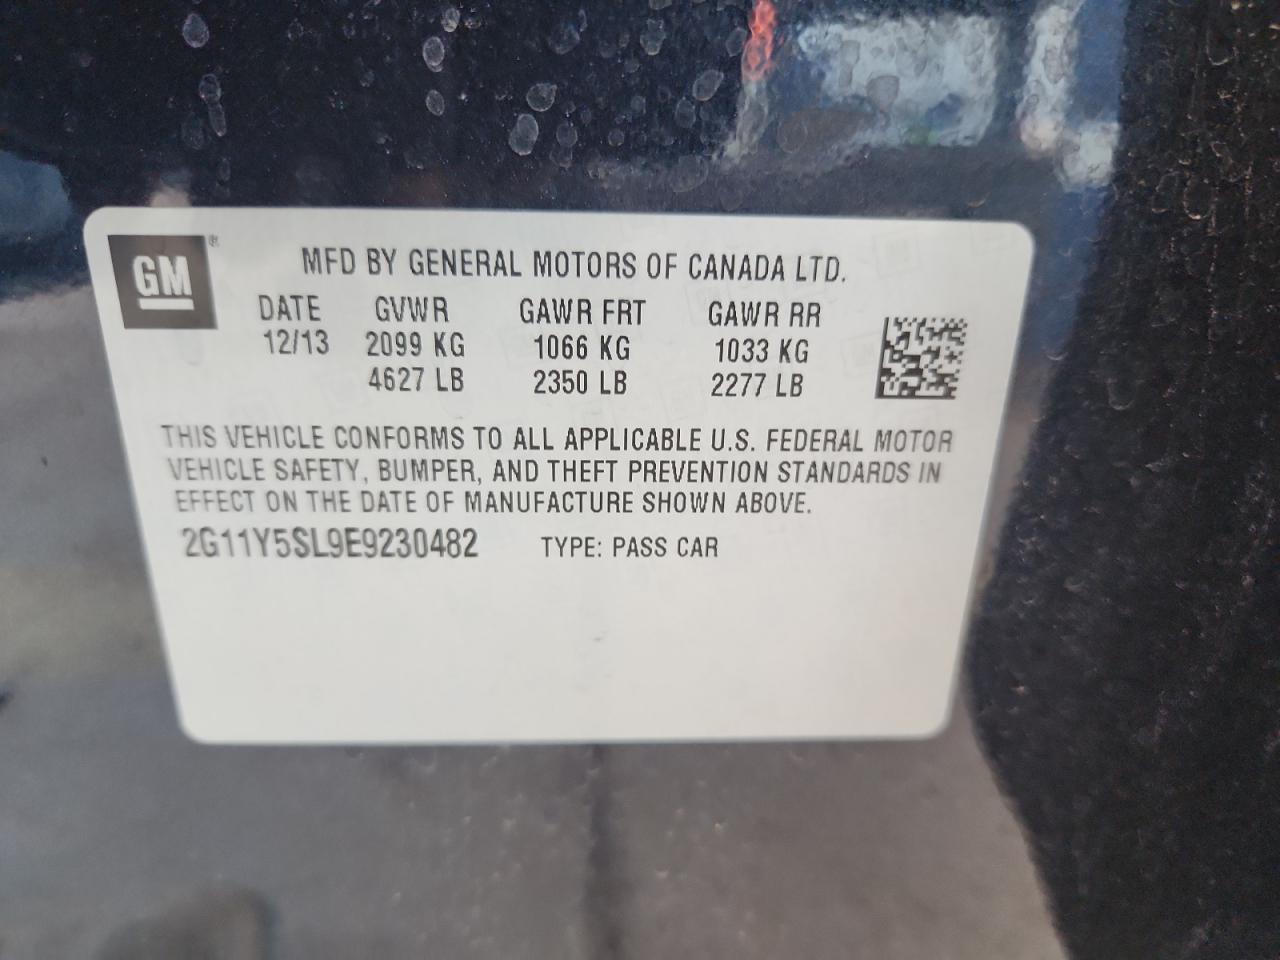 GM ®
MFD BY GENERAL MOTORS OF CANADA LTD.
DATE GVWR GAWR FRT GAWR RR
12/13 2099 KG 1066 KG 1033 KG
4627 LB 2350 LB 2277 LB
THIS VEHICLE CONFORMS TO ALL APPLICABLE U.S. FEDERAL MOTOR
VEHICLE SAFETY, BUMPER, AND THEFT PREVENTION STANDARDS IN
EFFECT ON THE DATE OF MANUFACTURE SHOWN ABOVE.
2G11Y5SL9E9230482 TYPE: PASS CAR